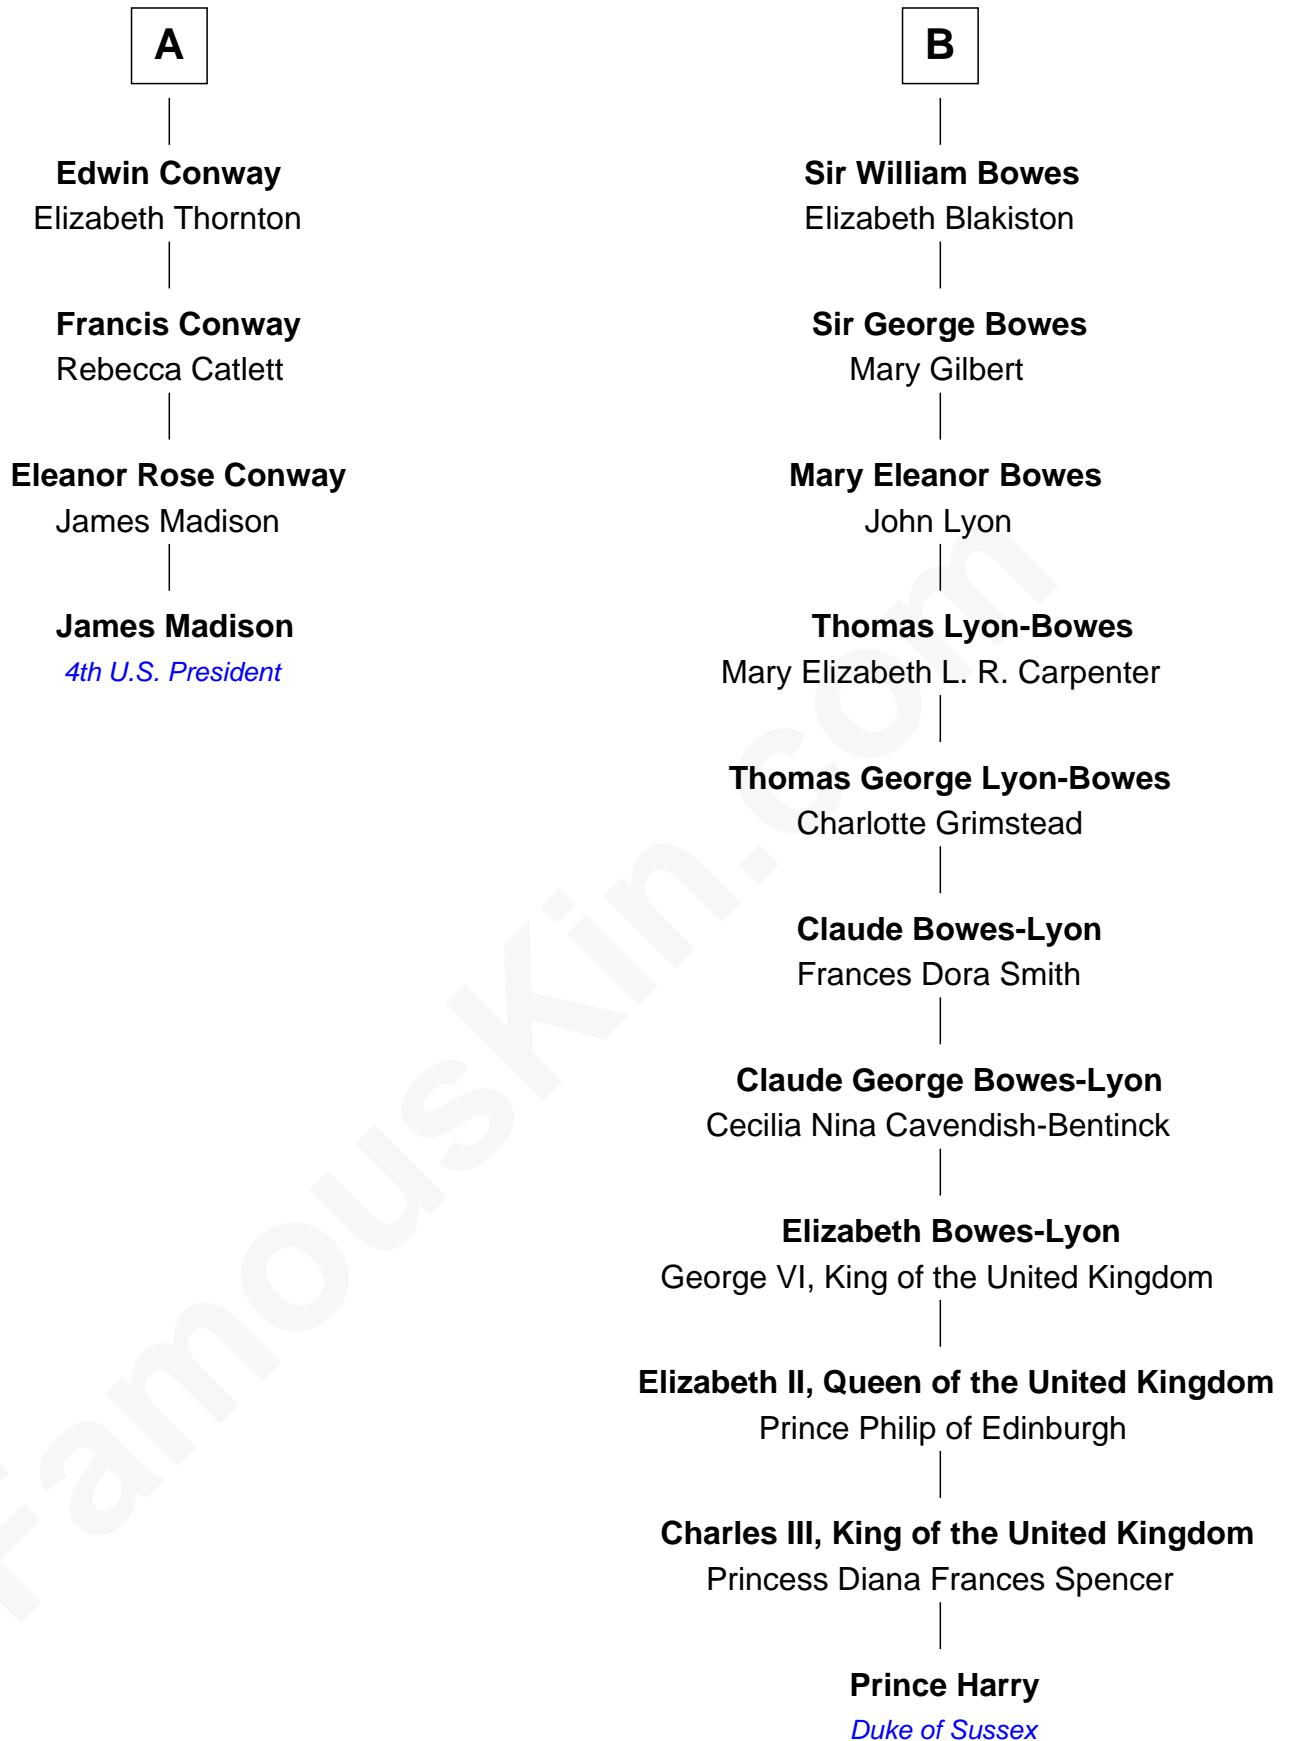 A
Edwin Conway
Elizabeth Thornton
Francis Conway
Rebecca Catlett
Eleanor Rose Conway
James Madison
James Madison
4th U.S. President
B
Sir William Bowes
Elizabeth Blakiston
Sir George Bowes
Mary Gilbert
Mary Eleanor Bowes
John Lyon
Thomas Lyon-Bowes
Mary Elizabeth L. R. Carpenter
Thomas George Lyon-Bowes
Charlotte Grimstead
Claude Bowes-Lyon
Frances Dora Smith
Claude George Bowes-Lyon
Cecilia Nina Cavendish-Bentinck
Elizabeth Bowes-Lyon
George VI, King of the United Kingdom
Elizabeth II, Queen of the United Kingdom
Prince Philip of Edinburgh
Charles III, King of the United Kingdom
Princess Diana Frances Spencer
Prince Harry
Duke of Sussex
FamousKin.com